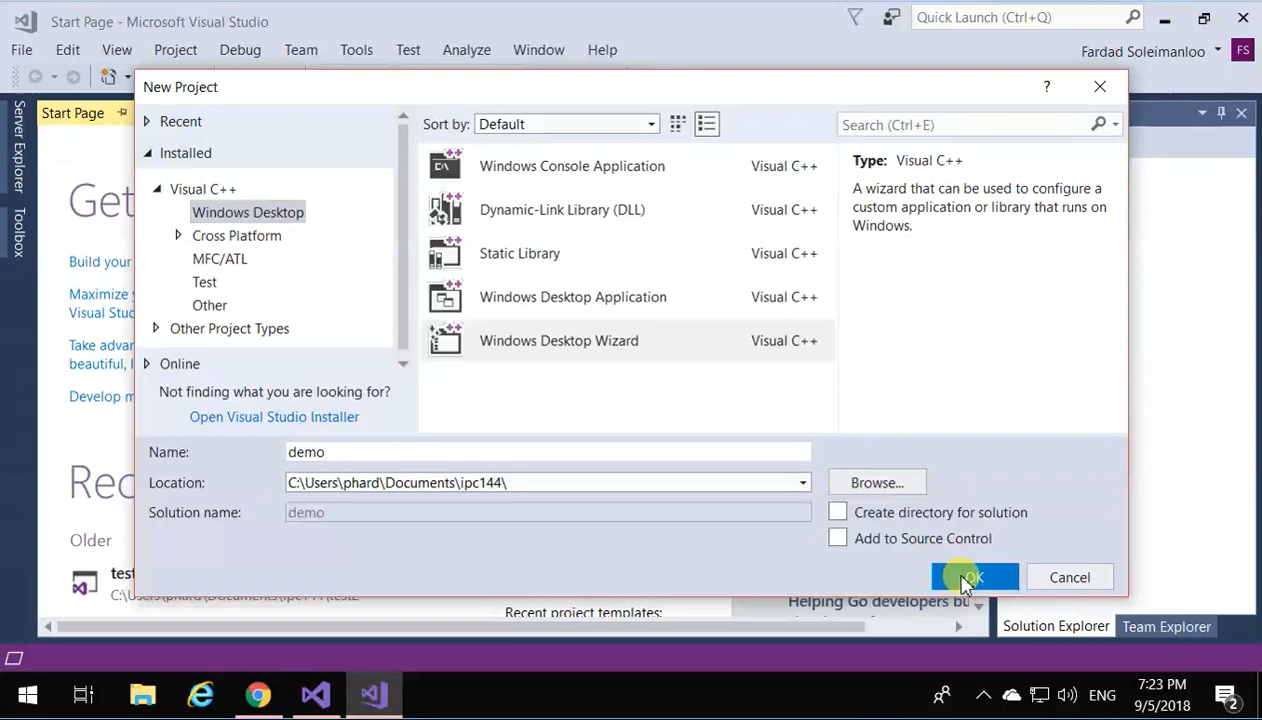 Start Page - Microsoft Visual Studio
Quick Launch (Ctrl+Q)
File Edit View Project Debug Team Tools Test Analyze Window Help
Fardad Soleimanloo FS
Server Explorer
Toolbox
Start Page
New Project
?
Recent
Installed
Visual C++
Windows Desktop
Cross Platform
MFC/ATL
Test
Other
Other Project Types
Online
Not finding what you are looking for?
Open Visual Studio Installer
Sort by: Default
Windows Console Application Visual C++
Dynamic-Link Library (DLL) Visual C++
Static Library Visual C++
Windows Desktop Application Visual C++
Windows Desktop Wizard Visual C++
Search (Ctrl+E)
Type: Visual C++
A wizard that can be used to configure a
custom application or library that runs on
Windows.
Name: demo
Location: C:\Users\phard\Documents\ipc144\
Browse...
Solution name: demo
Create directory for solution
Add to Source Control
OK
Cancel
Get
Build your
Maximize y
Visual Stud
Take advan
beautiful, l
Develop m
Rec
Older
test
Recent project templates:
Helping Go developers bu
Solution Explorer
Team Explorer
ENG
7:23 PM
9/5/2018
2